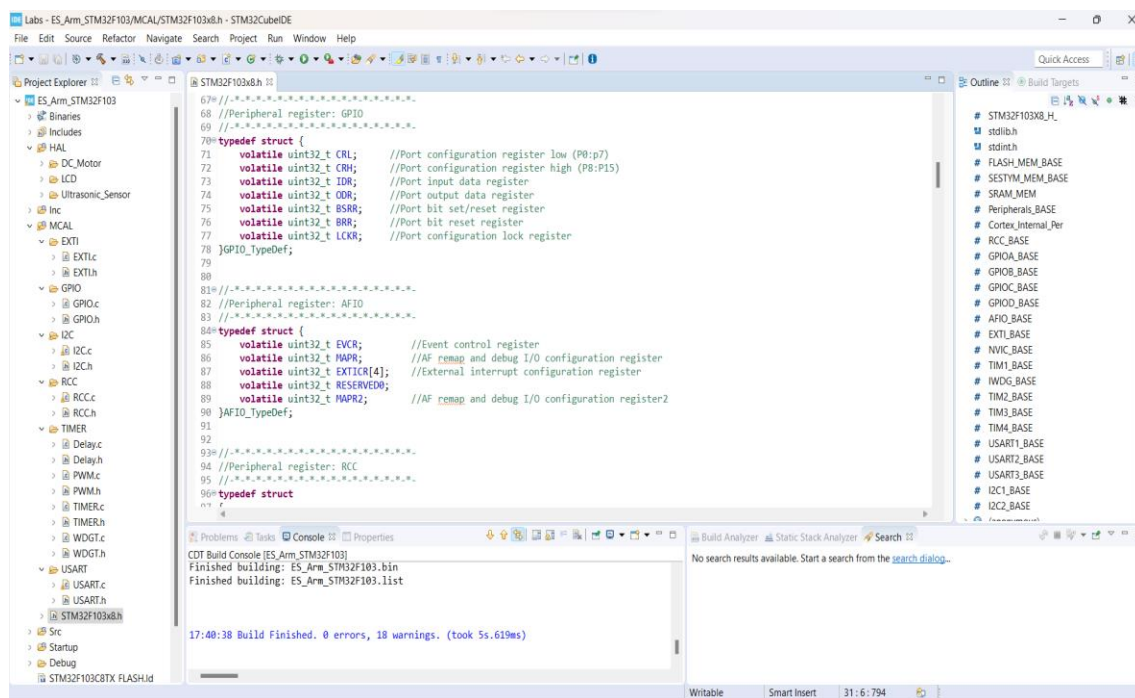 Labs - ES_Arm_STM32F103/MCAL/STM32F103x8.h - STM32CubeIDE
File Edit Source Refactor Navigate Search Project Run Window Help
Quick Access
Project Explorer
ES_Arm_STM32F103
Binaries
Includes
HAL
DC_Motor
LCD
Ultrasonic_Sensor
Inc
MCAL
EXTI
EXTI.c
EXTI.h
GPIO
GPIO.c
GPIO.h
I2C
I2C.c
I2C.h
RCC
RCC.c
RCC.h
TIMER
Delay.c
Delay.h
PWM.c
PWM.h
TIMER.c
TIMER.h
WDGT.c
WDGT.h
USART
USART.c
USART.h
STM32F103x8.h
Src
Startup
Debug
STM32F103C8TX_FLASH.ld
STM32F103x8.h
67 //-*-*-*-*-*-*-*-*-*-*-*-*-*-*-*-
68 //Peripheral register: GPIO
69 //-*-*-*-*-*-*-*-*-*-*-*-*-*-*-*-
70 typedef struct {
71 volatile uint32_t CRL; //Port configuration register low (P0:p7)
72 volatile uint32_t CRH; //Port configuration register high (P8:P15)
73 volatile uint32_t IDR; //Port input data register
74 volatile uint32_t ODR; //Port output data register
75 volatile uint32_t BSRR; //Port bit set/reset register
76 volatile uint32_t BRR; //Port bit reset register
77 volatile uint32_t LCKR; //Port configuration lock register
78 }GPIO_TypeDef;
79
80
81 //-*-*-*-*-*-*-*-*-*-*-*-*-*-*-*-
82 //Peripheral register: AFIO
83 //-*-*-*-*-*-*-*-*-*-*-*-*-*-*-*-
84 typedef struct {
85 volatile uint32_t EVCR; //Event control register
86 volatile uint32_t MAPR; //AF remap and debug I/O configuration register
87 volatile uint32_t EXTICR[4]; //External interrupt configuration register
88 volatile uint32_t RESERVED0;
89 volatile uint32_t MAPR2; //AF remap and debug I/O configuration register2
90 }AFIO_TypeDef;
91
92
93 //-*-*-*-*-*-*-*-*-*-*-*-*-*-*-*-
94 //Peripheral register: RCC
95 //-*-*-*-*-*-*-*-*-*-*-*-*-*-*-*-
96 typedef struct
97 {
Outline Build Targets
# STM32F103X8_H_
stdlib.h
stdint.h
# FLASH_MEM_BASE
# SESTYM_MEM_BASE
# SRAM_MEM
# Peripherals_BASE
# Cortex_Internal_Per
# RCC_BASE
# GPIOA_BASE
# GPIOB_BASE
# GPIOC_BASE
# GPIOD_BASE
# AFIO_BASE
# EXTI_BASE
# NVIC_BASE
# TIM1_BASE
# IWDG_BASE
# TIM2_BASE
# TIM3_BASE
# TIM4_BASE
# USART1_BASE
# USART2_BASE
# USART3_BASE
# I2C1_BASE
# I2C2_BASE
Problems Tasks Console Properties
CDT Build Console [ES_Arm_STM32F103]
Finished building: ES_Arm_STM32F103.bin
Finished building: ES_Arm_STM32F103.list
17:40:38 Build Finished. 0 errors, 18 warnings. (took 5s.619ms)
Build Analyzer Static Stack Analyzer Search
No search results available. Start a search from the search dialog...
Writable Smart Insert 31 : 6 : 794